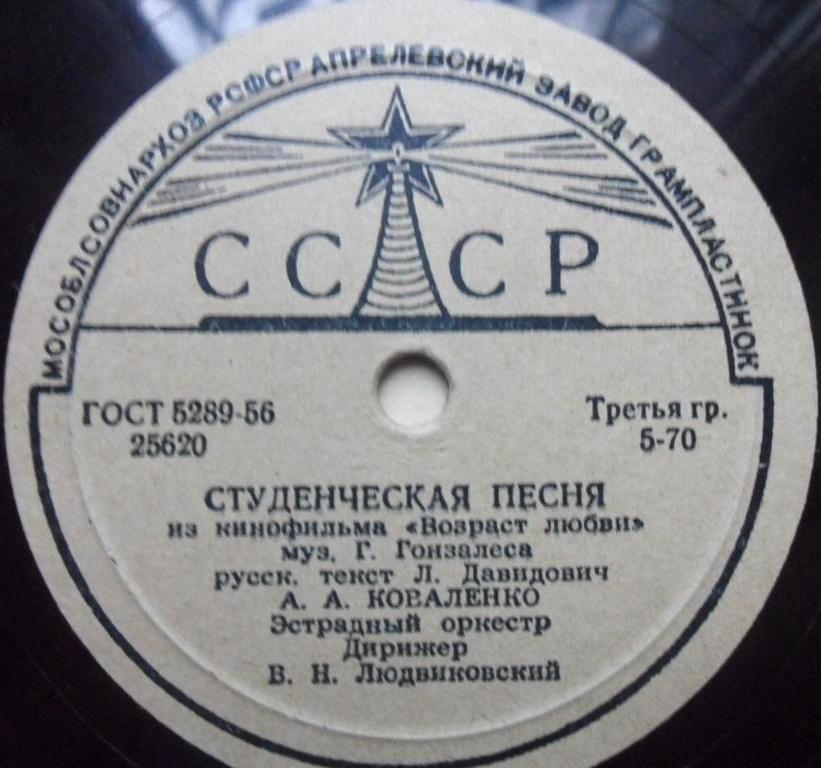 МОСОБЛСОВНАРХОЗ РСФСР АПРЕЛЕВСКИЙ ЗАВОД ГРАМПЛАСТИНОК
СССР
ГОСТ 5289-56 Третья гр.
25620 5-70
СТУДЕНЧЕСКАЯ ПЕСНЯ
из кинофильма «Возраст любви»
муз. Г. Гонзалеса
русск. текст Л. Давидович
А. А. КОВАЛЕНКО
Эстрадный оркестр
Дирижер
В. Н. Людвиковский